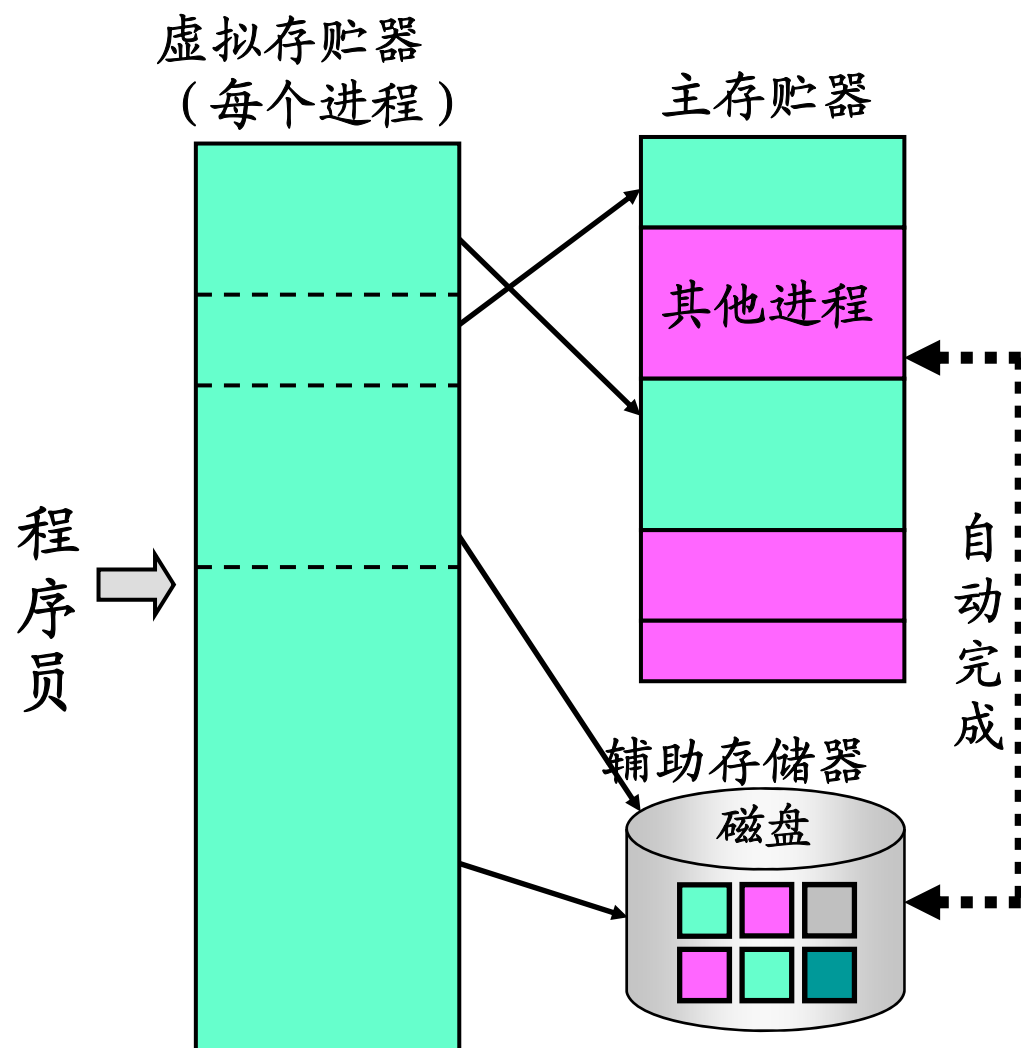 虚拟存贮器
（每个进程）
主存贮器
其他进程
程序员
自动完成
辅助存储器
磁盘